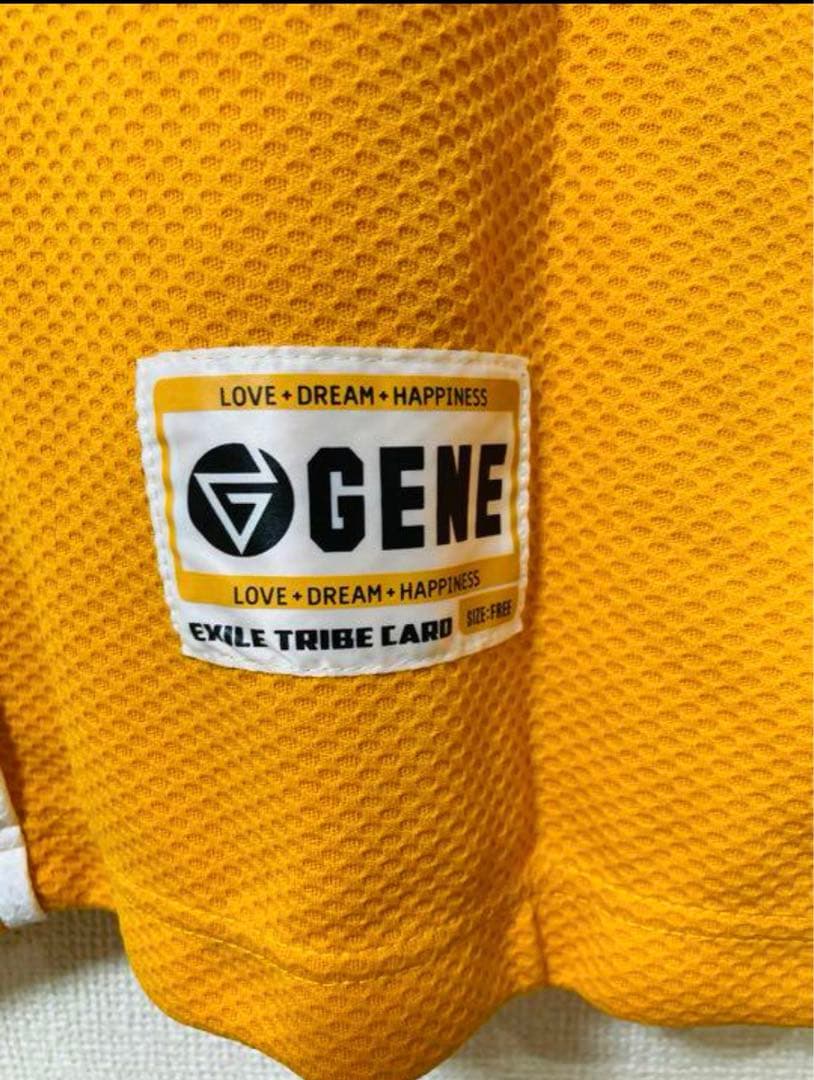 LOVE + DREAM + HAPPINESS
GENE
LOVE + DREAM + HAPPINESS
EXILE TRIBE CARD
SIZE:FREE